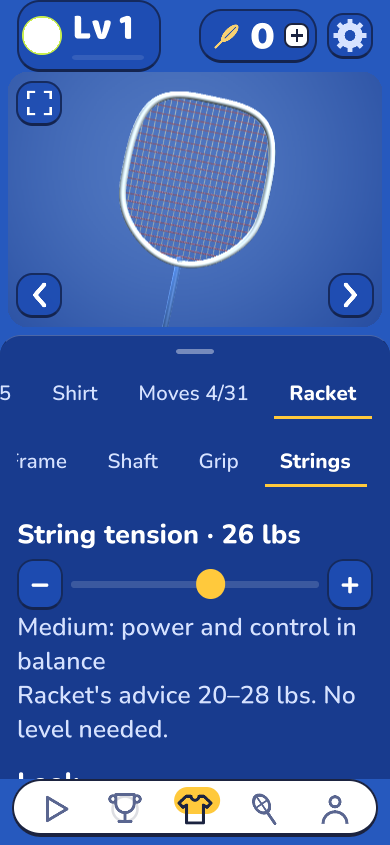 Lv 1
0
5 Shirt Moves 4/31 Racket
Shaft Grip Strings
String tension · 26 lbs
Medium: power and control in
balance
Racket's advice 20–28 lbs. No
level needed.